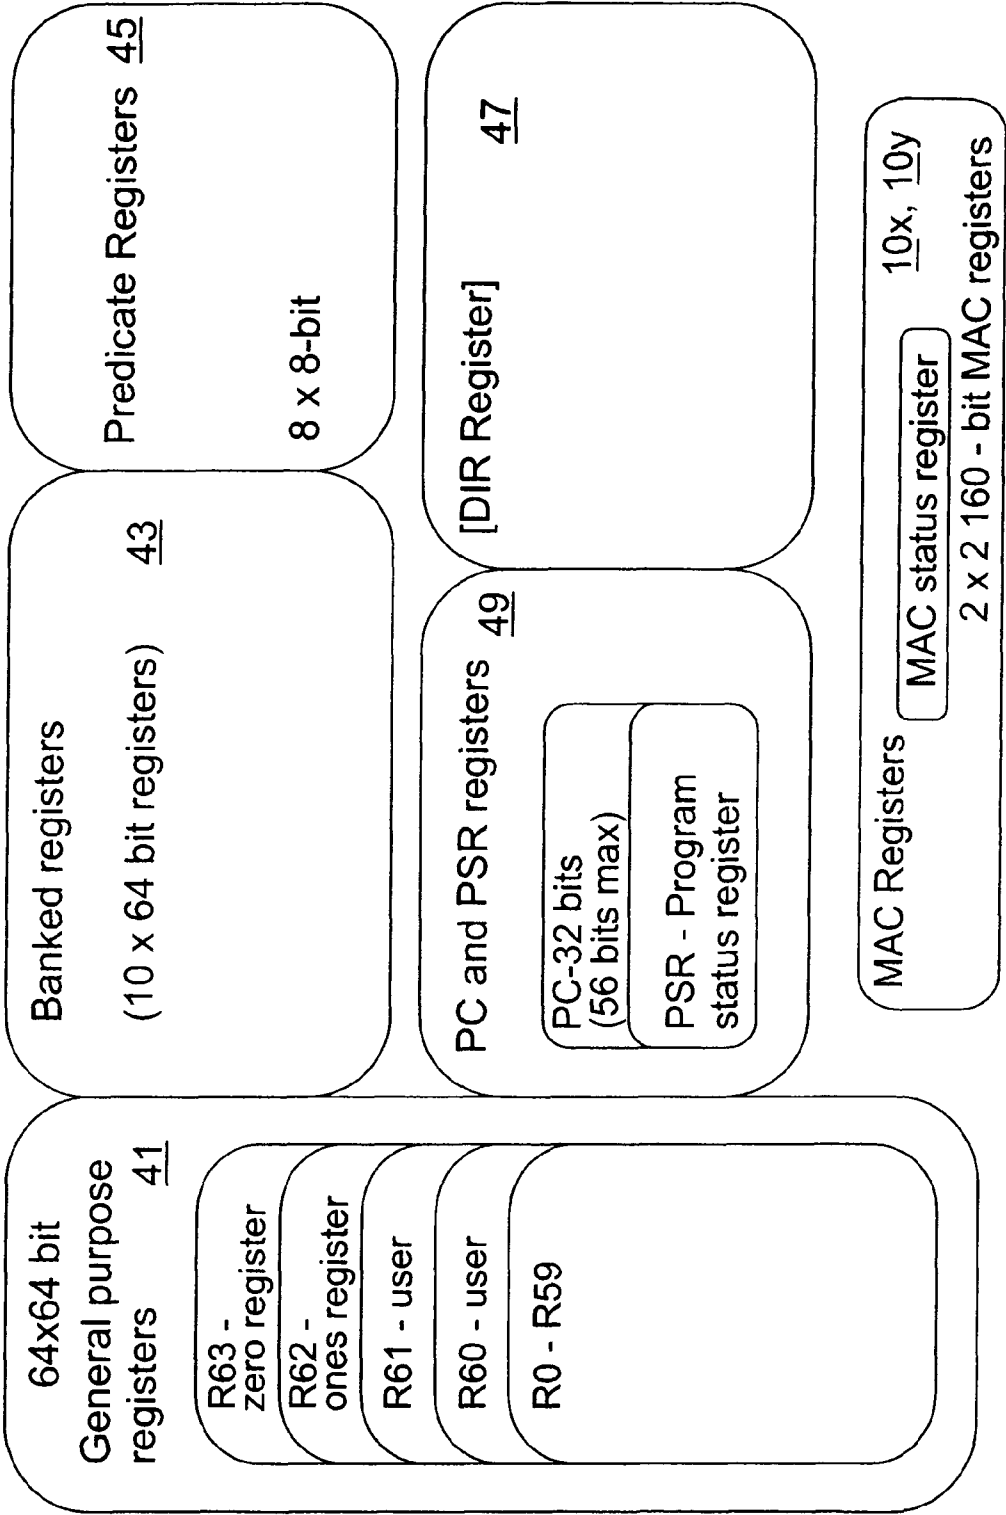 64x64 bit
General purpose
registers 41
R63 -
zero register
R62 -
ones register
R61 - user
R60 - user
R0 - R59
Banked registers
(10 x 64 bit registers) 43
Predicate Registers 45
8 x 8-bit
PC and PSR registers 49
PC-32 bits
(56 bits max)
PSR - Program
status register
[DIR Register] 47
MAC Registers 10x, 10y
MAC status register
2 x 2 160 - bit MAC registers